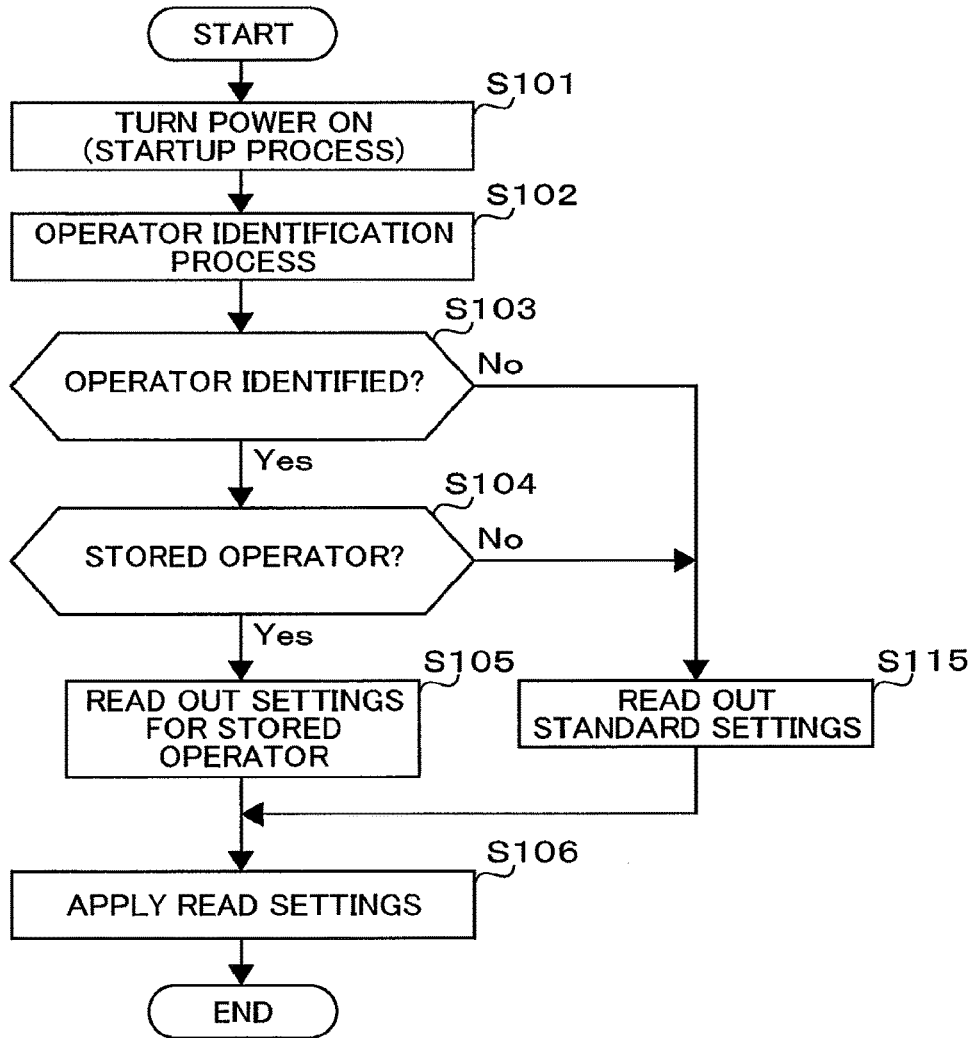 START
S101
TURN POWER ON
(STARTUP PROCESS)
S102
OPERATOR IDENTIFICATION
PROCESS
S103
OPERATOR IDENTIFIED?
No
Yes
S104
STORED OPERATOR?
No
Yes
S105
READ OUT SETTINGS
FOR STORED
OPERATOR
S115
READ OUT
STANDARD SETTINGS
S106
APPLY READ SETTINGS
END